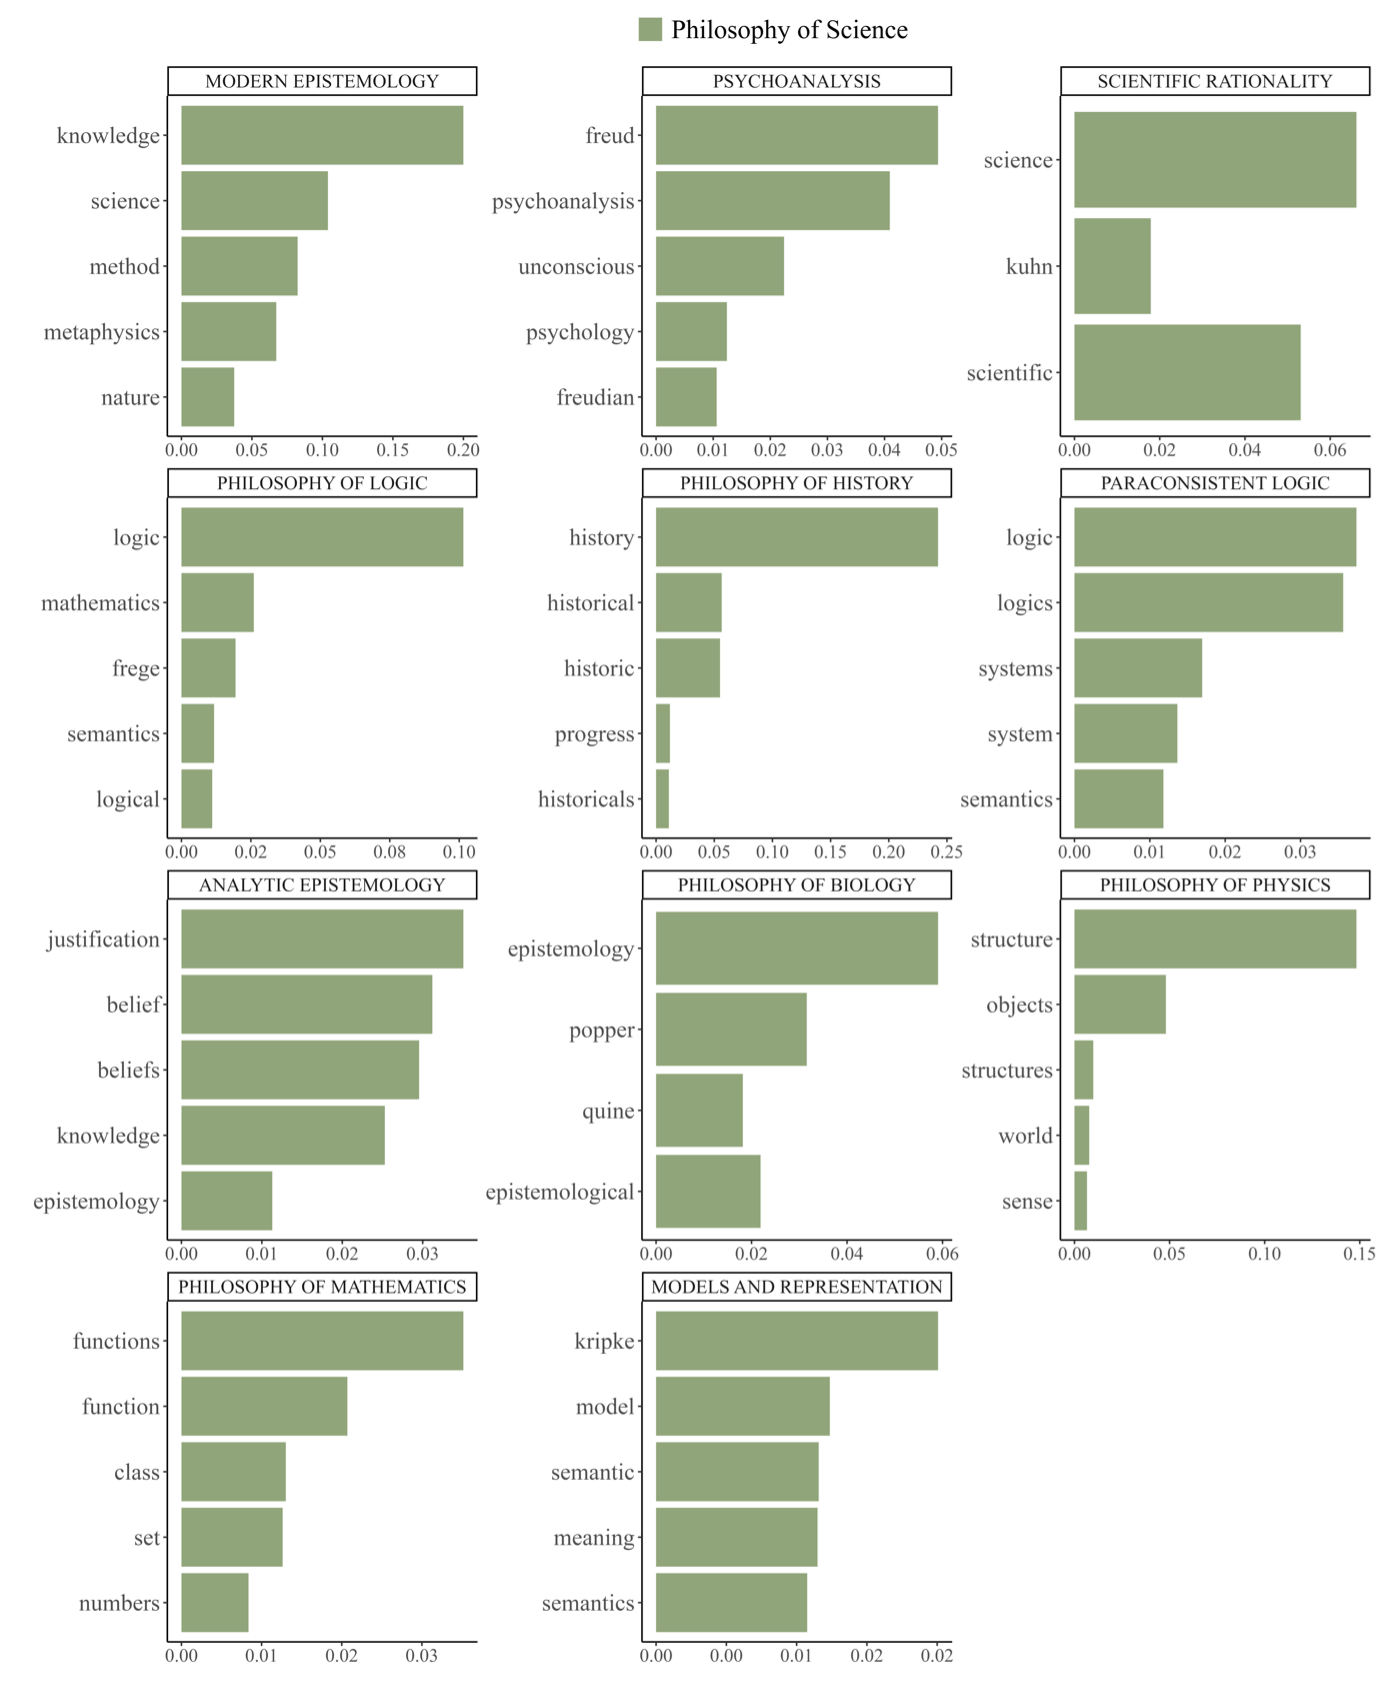 Philosophy of Science
MODERN EPISTEMOLOGY
knowledge
science
method
metaphysics
nature
0.00 0.05 0.10 0.15 0.20
PSYCHOANALYSIS
freud
psychoanalysis
unconscious
psychology
freudian
0.00 0.01 0.02 0.03 0.04 0.05
SCIENTIFIC RATIONALITY
science
kuhn
scientific
0.00 0.02 0.04 0.06
PHILOSOPHY OF LOGIC
logic
mathematics
frege
semantics
logical
0.00 0.02 0.05 0.08 0.10
PHILOSOPHY OF HISTORY
history
historical
historic
progress
historicals
0.00 0.05 0.10 0.15 0.20 0.25
PARACONSISTENT LOGIC
logic
logics
systems
system
semantics
0.00 0.01 0.02 0.03
ANALYTIC EPISTEMOLOGY
justification
belief
beliefs
knowledge
epistemology
0.00 0.01 0.02 0.03
PHILOSOPHY OF BIOLOGY
epistemology
popper
quine
epistemological
0.00 0.02 0.04 0.06
PHILOSOPHY OF PHYSICS
structure
objects
structures
world
sense
0.00 0.05 0.10 0.15
PHILOSOPHY OF MATHEMATICS
functions
function
class
set
numbers
0.00 0.01 0.02 0.03
MODELS AND REPRESENTATION
kripke
model
semantic
meaning
semantics
0.00 0.00 0.01 0.02 0.02